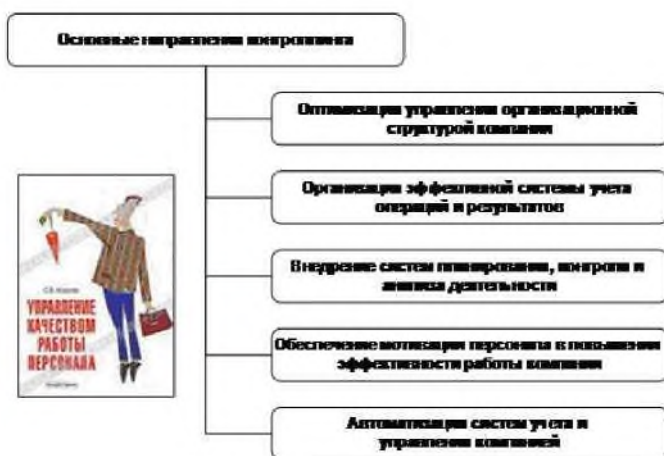 Основные направления контроллинга
Оптимизация управления организационной
структурой компании
Организация эффективной системы учета
операций и результатов
Внедрение систем планирования, контроля и
анализа деятельности
Обеспечение мотивации персонала в повышении
эффективности работы компании
Автоматизация систем учета и
управления компанией
УПРАВЛЕНИЕ
КАЧЕСТВОМ
РАБОТЫ
ПЕРСОНАЛА